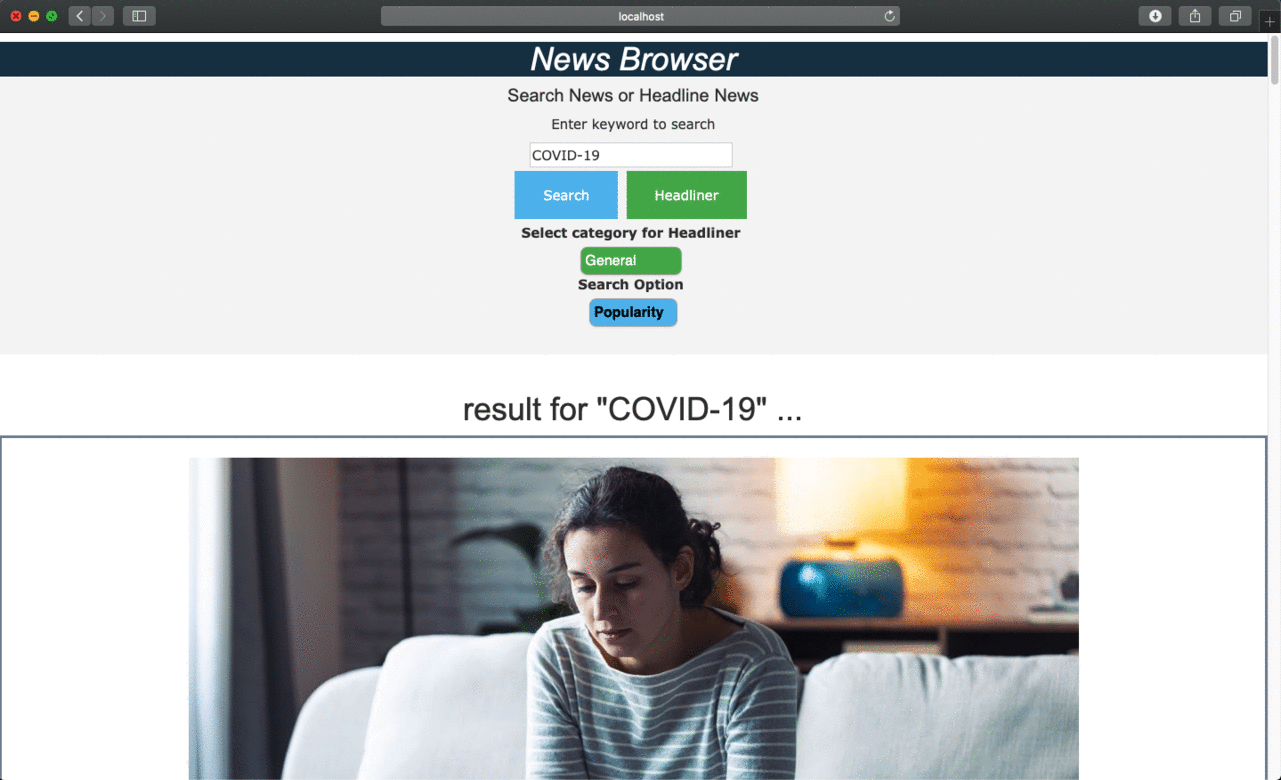 localhost
News Browser
Search News or Headline News
Enter keyword to search
COVID-19
Search Headliner
Select category for Headliner
General
Search Option
Popularity
result for "COVID-19" ...